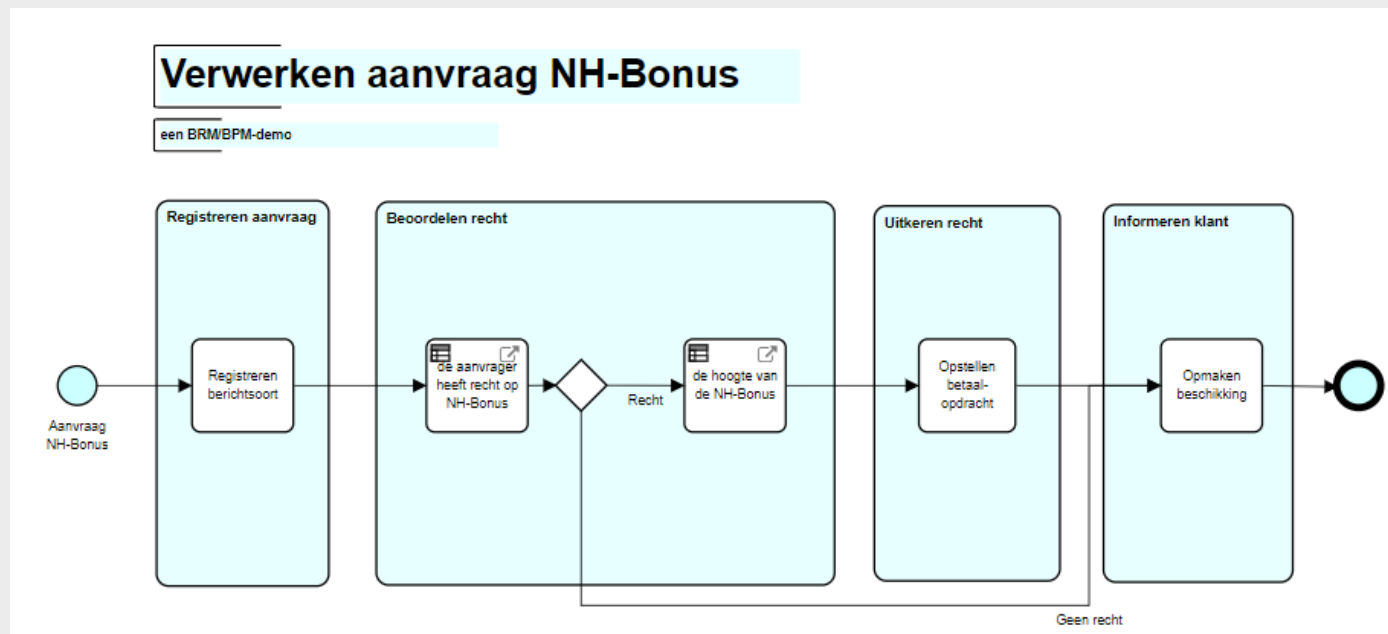 Verwerken aanvraag NH-Bonus
een BRM/BPM-demo
Registreren aanvraag
Beoordelen recht
Uitkeren recht
Informeren klant
Aanvraag
NH-Bonus
Registreren
berichtsoort
de aanvrager
heeft recht op
NH-Bonus
Recht
de hoogte van
de NH-Bonus
Opstellen
betaal-
opdracht
Opmaken
beschikking
Geen recht